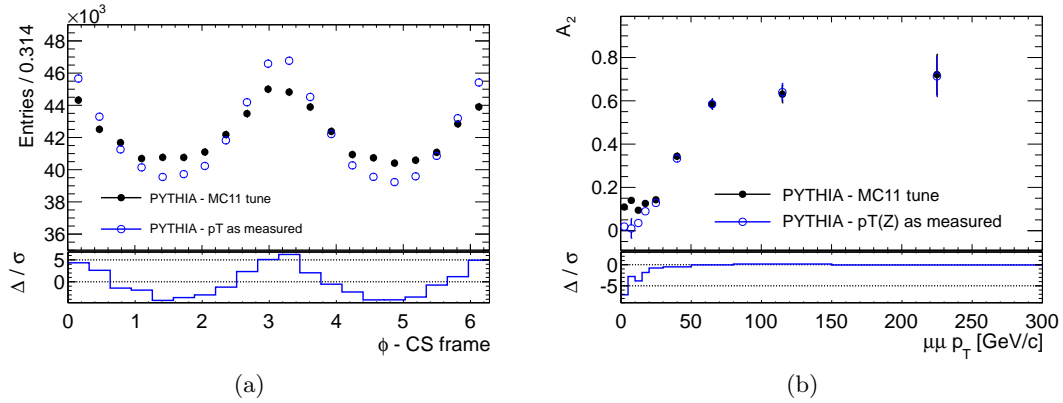 ×10³
Entries / 0.314
46
44
42
40
38
36
PYTHIA - MC11 tune
PYTHIA - pT as measured
Δ / σ
5
0
0 1 2 3 4 5 6
ϕ - CS frame
(a)
A₂
0.8
0.6
0.4
0.2
0
PYTHIA - MC11 tune
PYTHIA - pT(Z) as measured
Δ / σ
0
-5
0 50 100 150 200 250 300
μμ p_T [GeV/c]
(b)